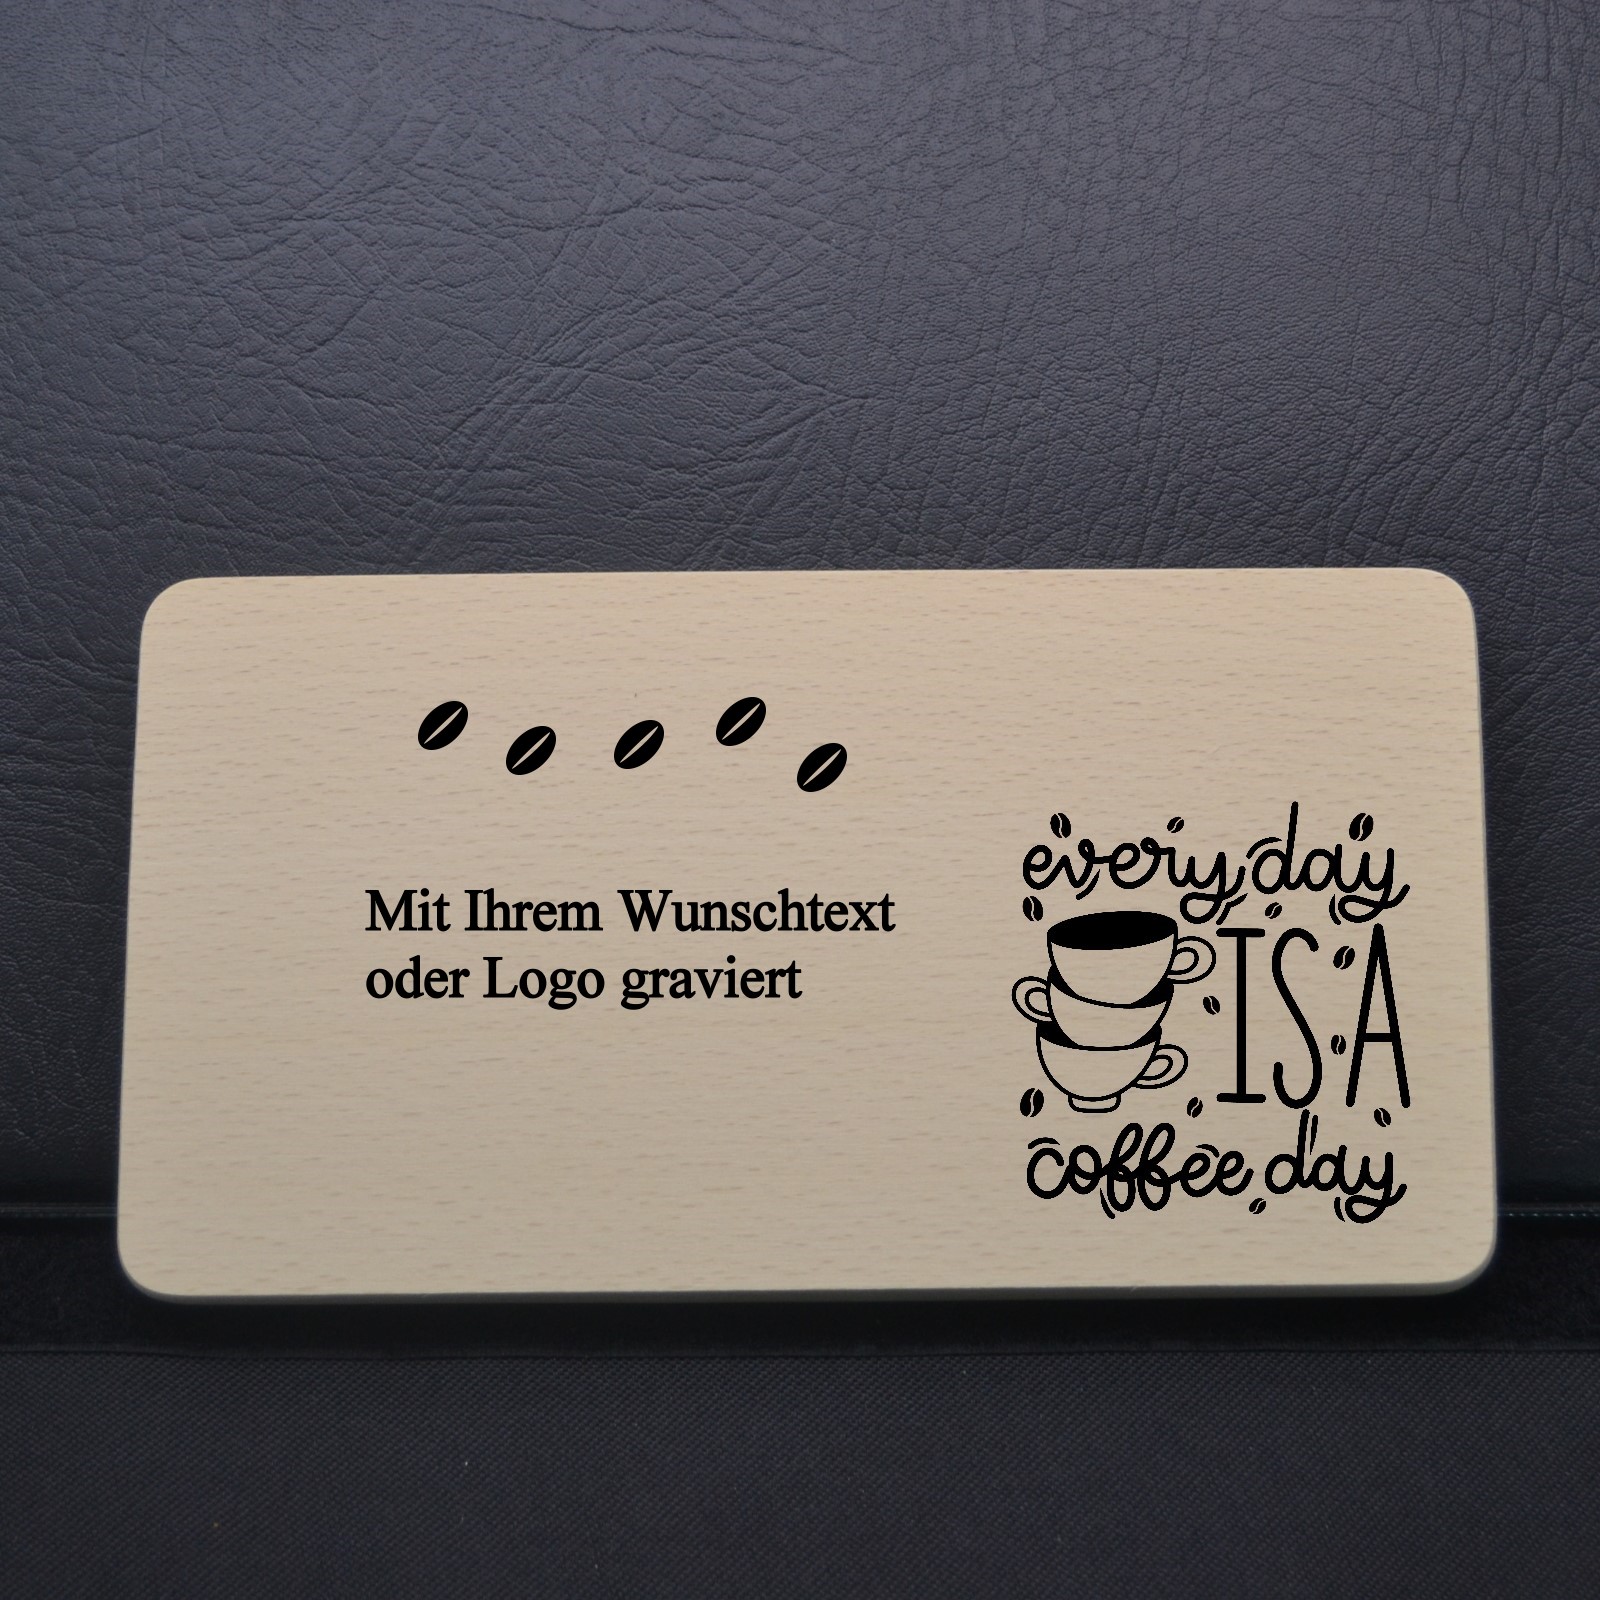 Mit Ihrem Wunschtext
oder Logo graviert
every day
IS A
coffee day